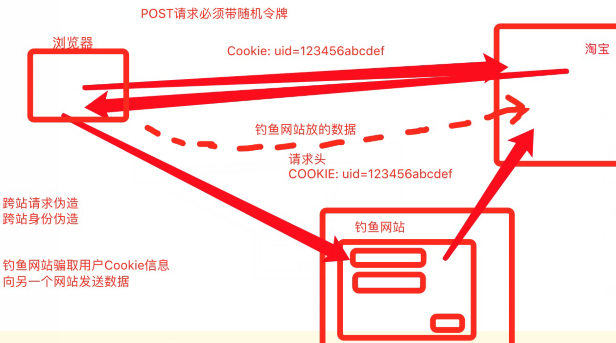 POST请求必须带随机令牌
浏览器
Cookie: uid=123456abcdef
淘宝
钓鱼网站放的数据
请求头
COOKIE: uid=123456abcdef
跨站请求伪造
跨站身份伪造
钓鱼网站
钓鱼网站骗取用户Cookie信息
向另一个网站发送数据